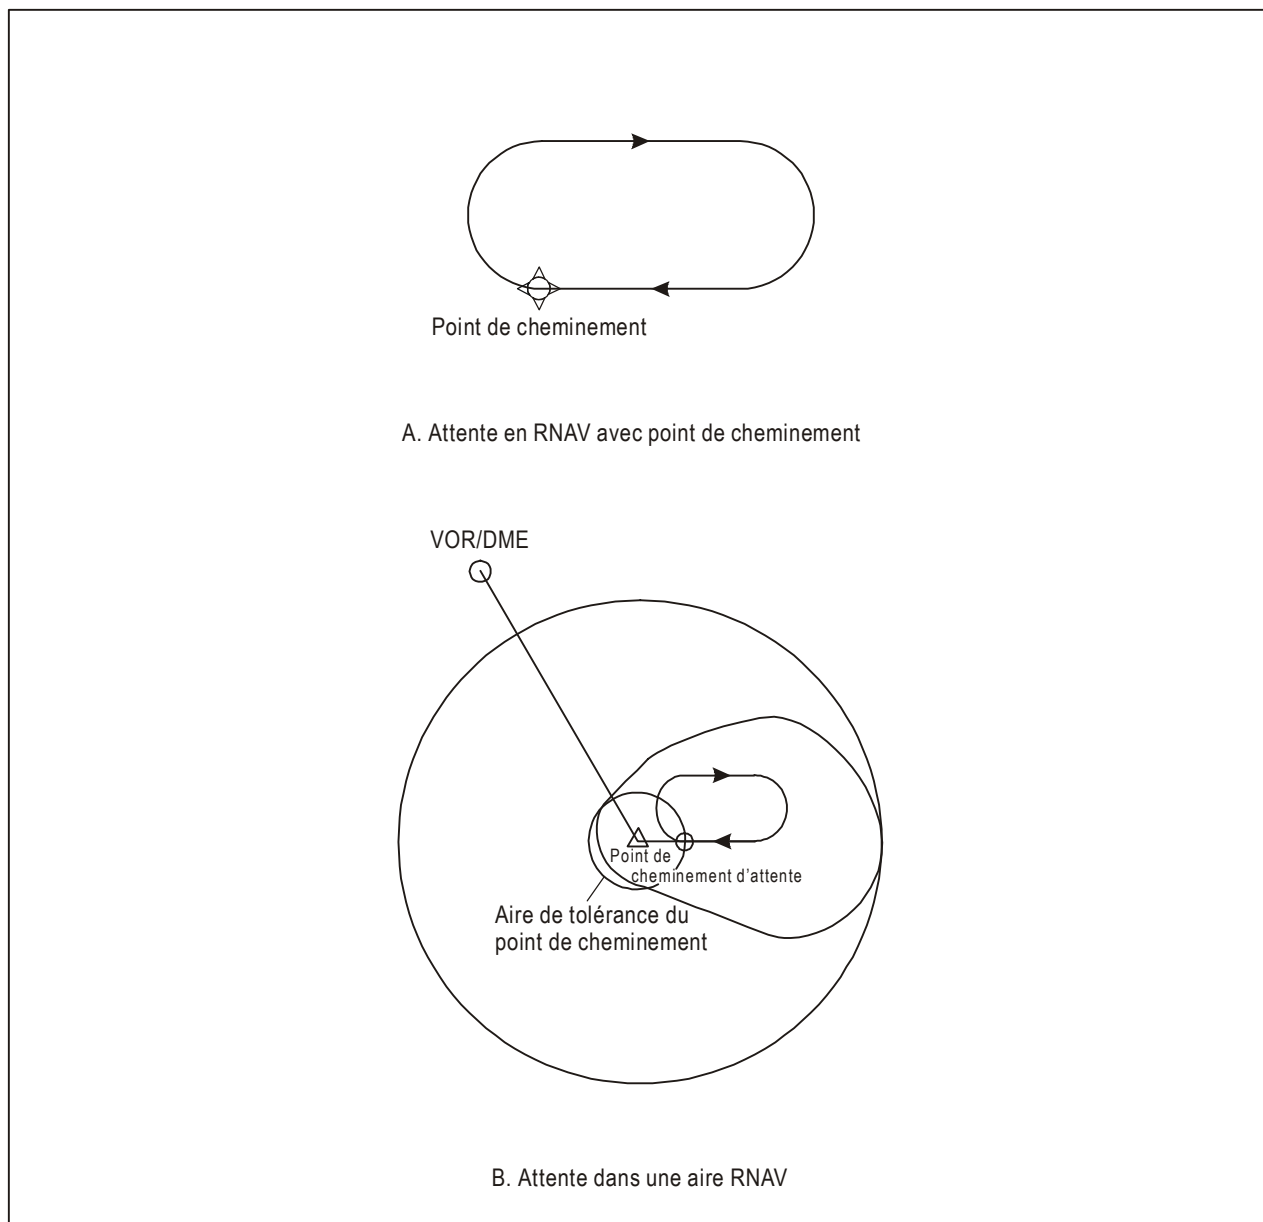 Point de cheminement
A. Attente en RNAV avec point de cheminement
VOR/DME
Point de
cheminement d'attente
Aire de tolérance du
point de cheminement
B. Attente dans une aire RNAV